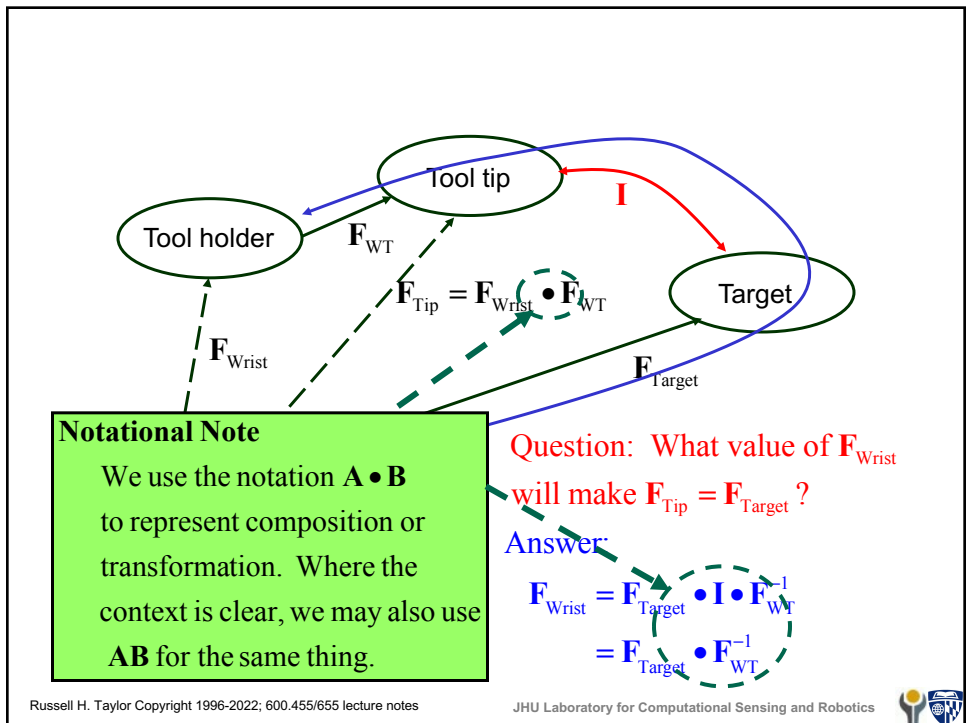 Tool tip
I
Tool holder
F_WT
F_Tip = F_Wrist • F_WT
Target
F_Wrist
F_Target
Notational Note
We use the notation A • B
to represent composition or
transformation. Where the
context is clear, we may also use
AB for the same thing.
Question: What value of F_Wrist
will make F_Tip = F_Target ?
Answer:
F_Wrist = F_Target • I • F_WT^-1
= F_Target • F_WT^-1
Russell H. Taylor Copyright 1996-2022; 600.455/655 lecture notes
JHU Laboratory for Computational Sensing and Robotics